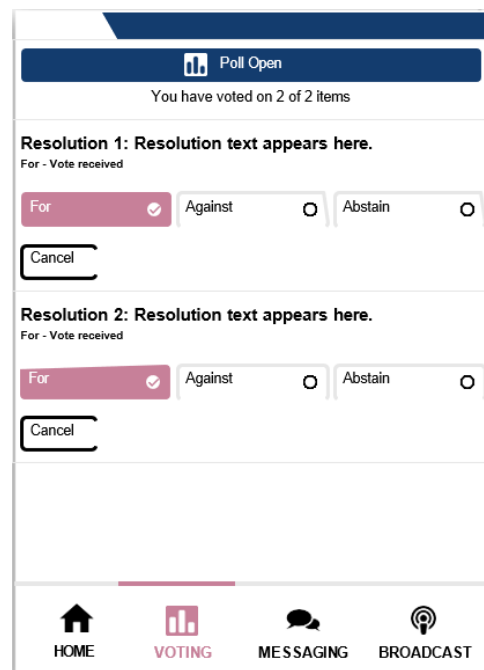 Poll Open
You have voted on 2 of 2 items
Resolution 1: Resolution text appears here.
For - Vote received
For Against Abstain
Cancel
Resolution 2: Resolution text appears here.
For - Vote received
For Against Abstain
Cancel
HOME VOTING MESSAGING BROADCAST